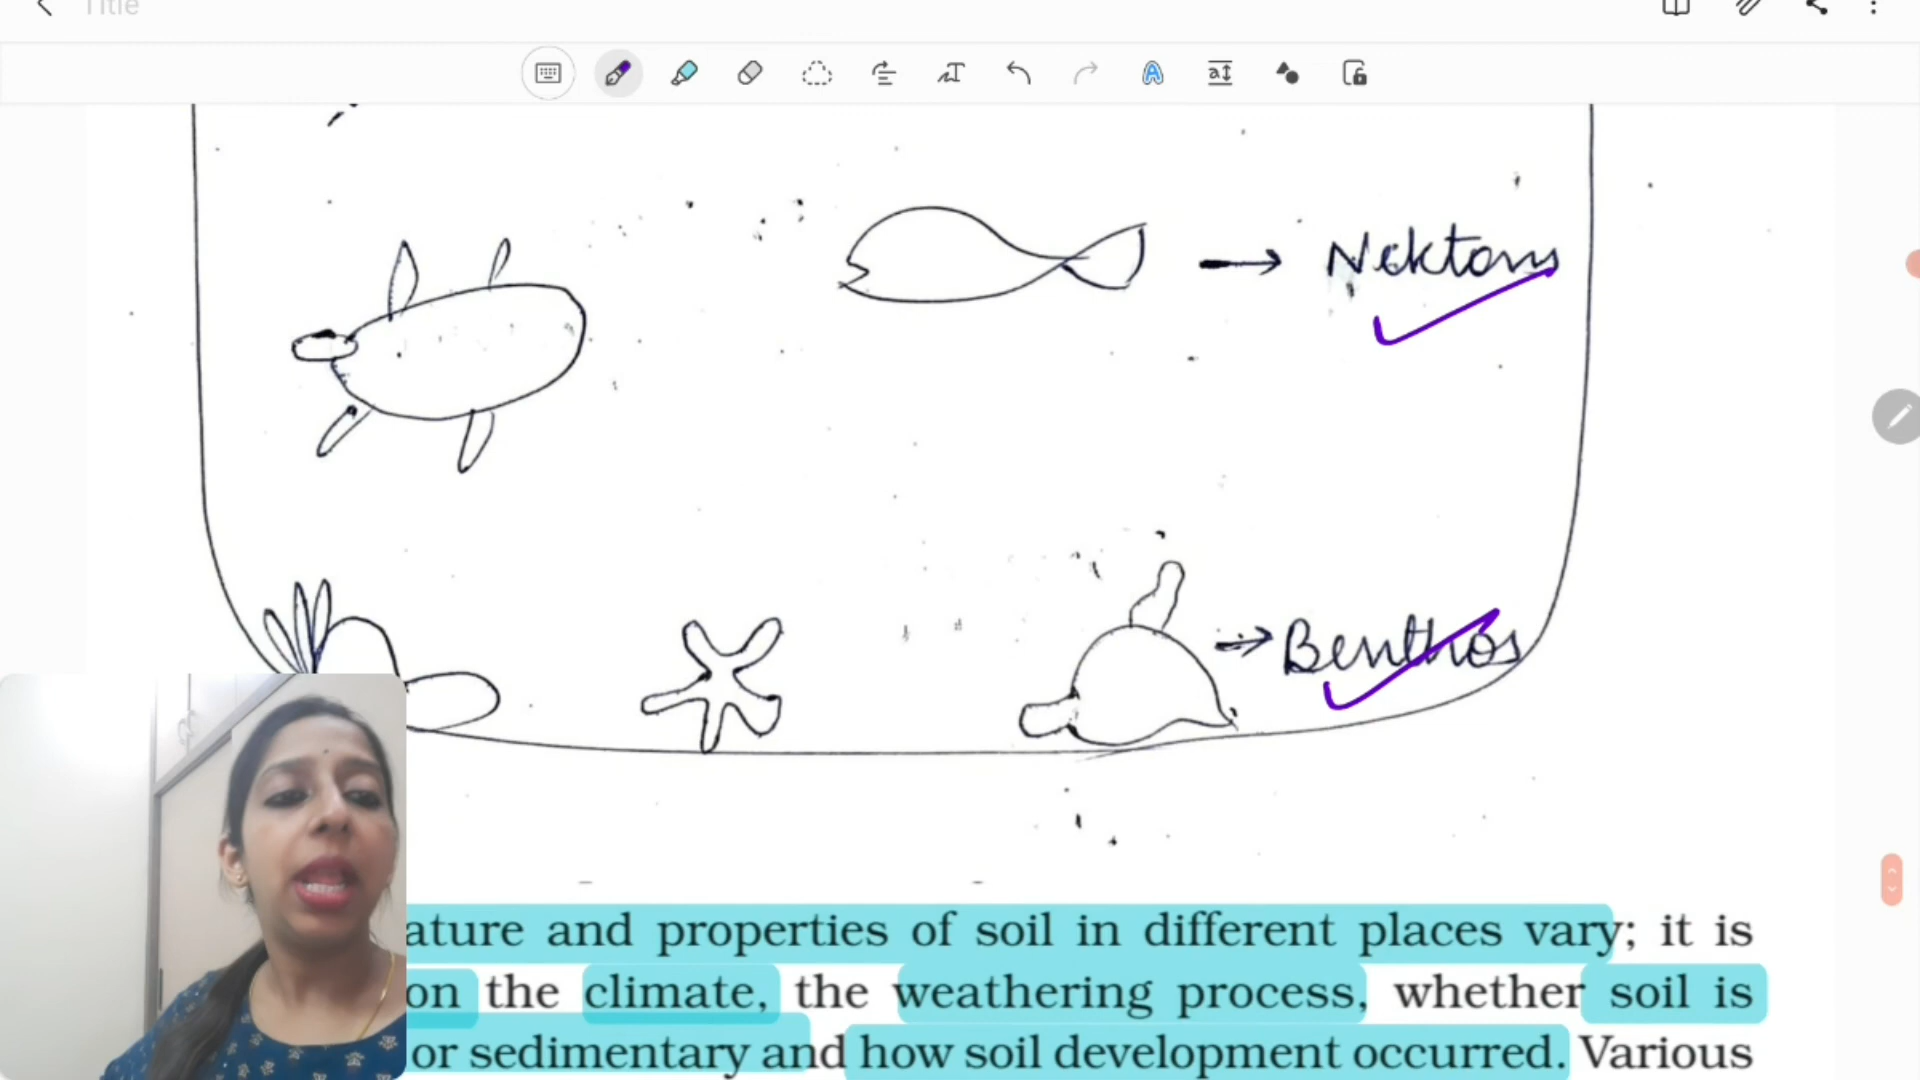 Title
Nektons
Benthos
ature and properties of soil in different places vary; it is
on the climate, the weathering process, whether soil is
or sedimentary and how soil development occurred. Various